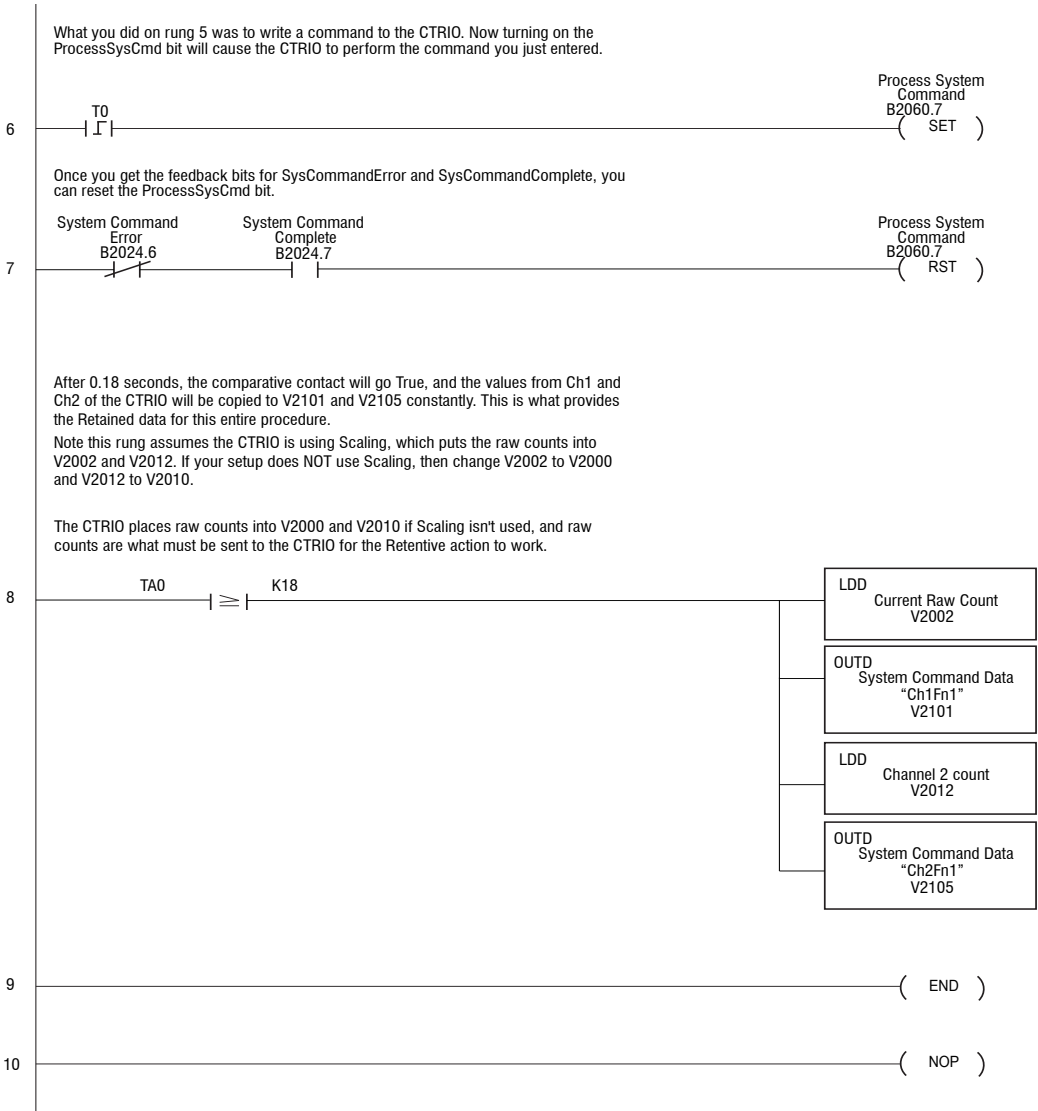 What you did on rung 5 was to write a command to the CTRIO. Now turning on the
ProcessSysCmd bit will cause the CTRIO to perform the command you just entered.
Process System
Command
B2060.7
T0
6
SET
Once you get the feedback bits for SysCommandError and SysCommandComplete, you
can reset the ProcessSysCmd bit.
System Command
Error
B2024.6
System Command
Complete
B2024.7
Process System
Command
B2060.7
7
RST
After 0.18 seconds, the comparative contact will go True, and the values from Ch1 and
Ch2 of the CTRIO will be copied to V2101 and V2105 constantly. This is what provides
the Retained data for this entire procedure.
Note this rung assumes the CTRIO is using Scaling, which puts the raw counts into
V2002 and V2012. If your setup does NOT use Scaling, then change V2002 to V2000
and V2012 to V2010.
The CTRIO places raw counts into V2000 and V2010 if Scaling isn't used, and raw
counts are what must be sent to the CTRIO for the Retentive action to work.
8
TA0 ≥ K18
LDD
Current Raw Count
V2002
OUTD
System Command Data
“Ch1Fn1”
V2101
LDD
Channel 2 count
V2012
OUTD
System Command Data
“Ch2Fn1”
V2105
9
END
10
NOP